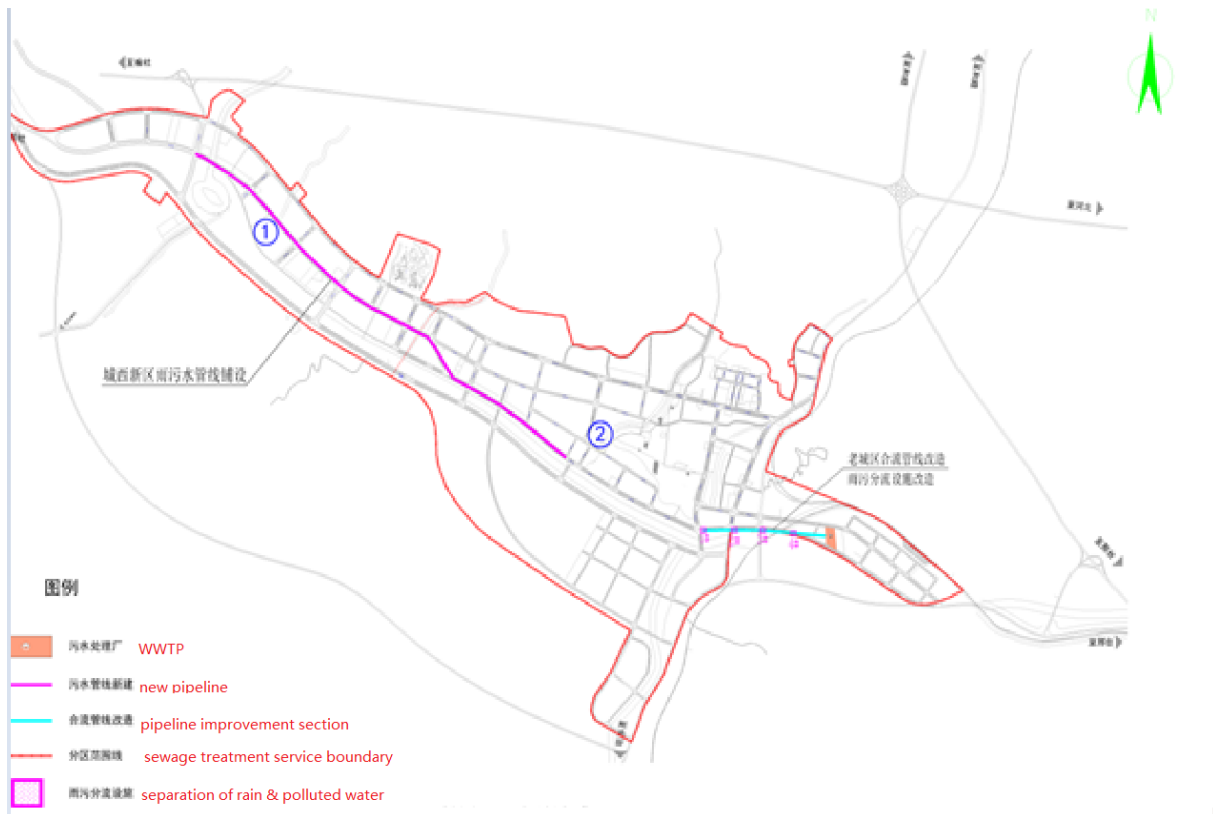 N
至河北
①
城西新区雨污水管线铺设
②
老城区合流管线改造
雨污分流设施改造
图例
污水处理厂 WWTP
污水管线新建 new pipeline
合流管线改造 pipeline improvement section
分区范围线 sewage treatment service boundary
雨污分流设施 separation of rain & polluted water